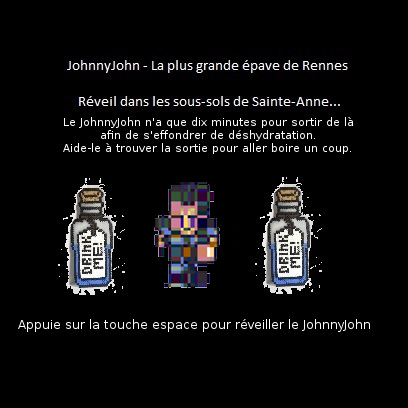 JohnnyJohn - La plus grande épave de Rennes
Réveil dans les sous-sols de Sainte-Anne...
Le JohnnyJohn n'a que dix minutes pour sortir de là
afin de s'effondrer de déshydratation.
Aide-le à trouver la sortie pour aller boire un coup.
DRINK
ME!
DRINK
ME!
Appuie sur la touche espace pour réveiller le JohnnyJohn